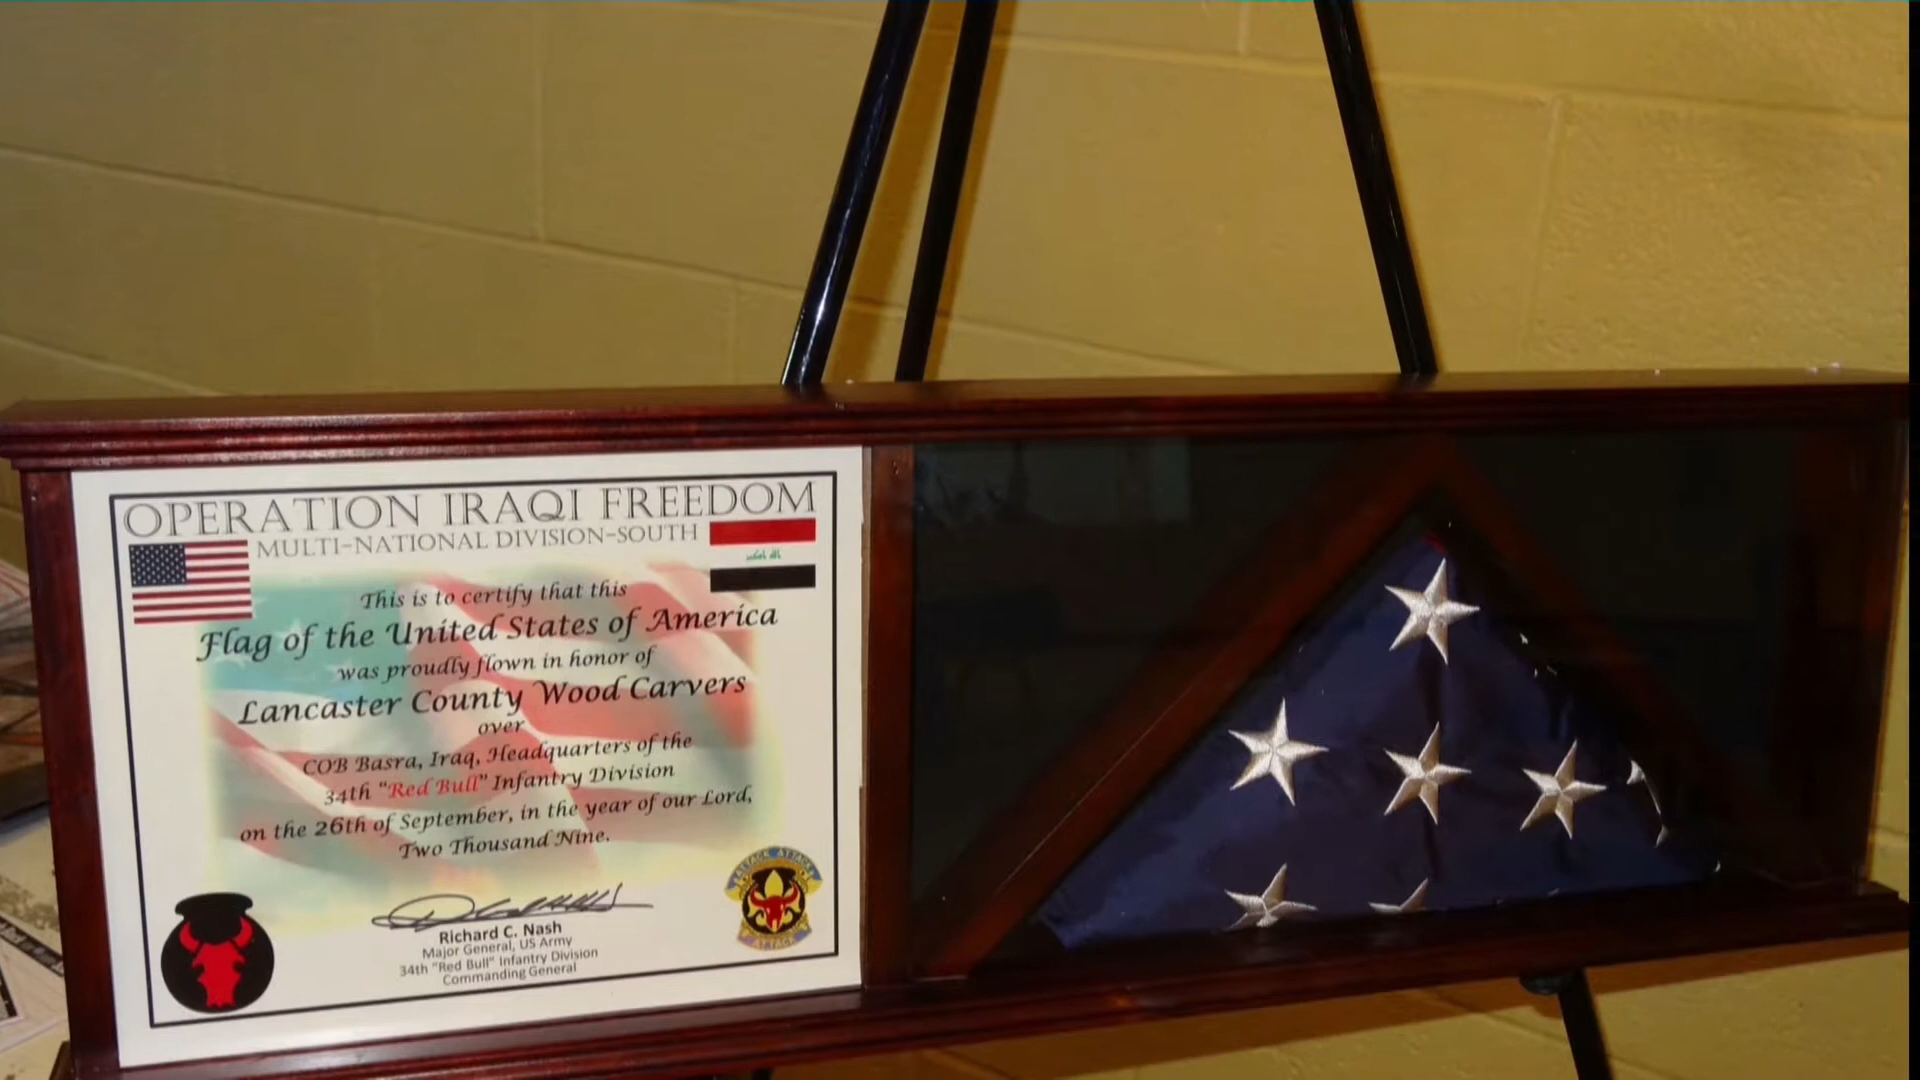 OPERATION IRAQI FREEDOM
MULTI-NATIONAL DIVISION-SOUTH
This is to certify that this
Flag of the United States of America
was proudly flown in honor of
Lancaster County Wood Carvers
over
COB Basra, Iraq, Headquarters of the
34th "Red Bull" Infantry Division
on the 26th of September, in the year of our Lord,
Two Thousand Nine.
Richard C. Nash
Major General, US Army
34th "Red Bull" Infantry Division
Commanding General
ATTACK ATTACK
ATTACK